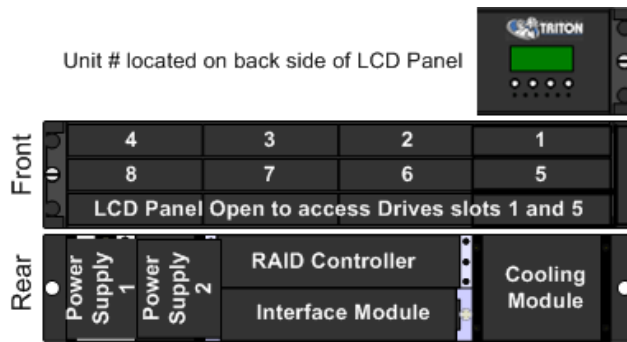 TRITON
Unit # located on back side of LCD Panel
Front
4 3 2 1
8 7 6 5
LCD Panel Open to access Drives slots 1 and 5
Rear
Power Supply 1
Power Supply 2
RAID Controller
Interface Module
Cooling Module